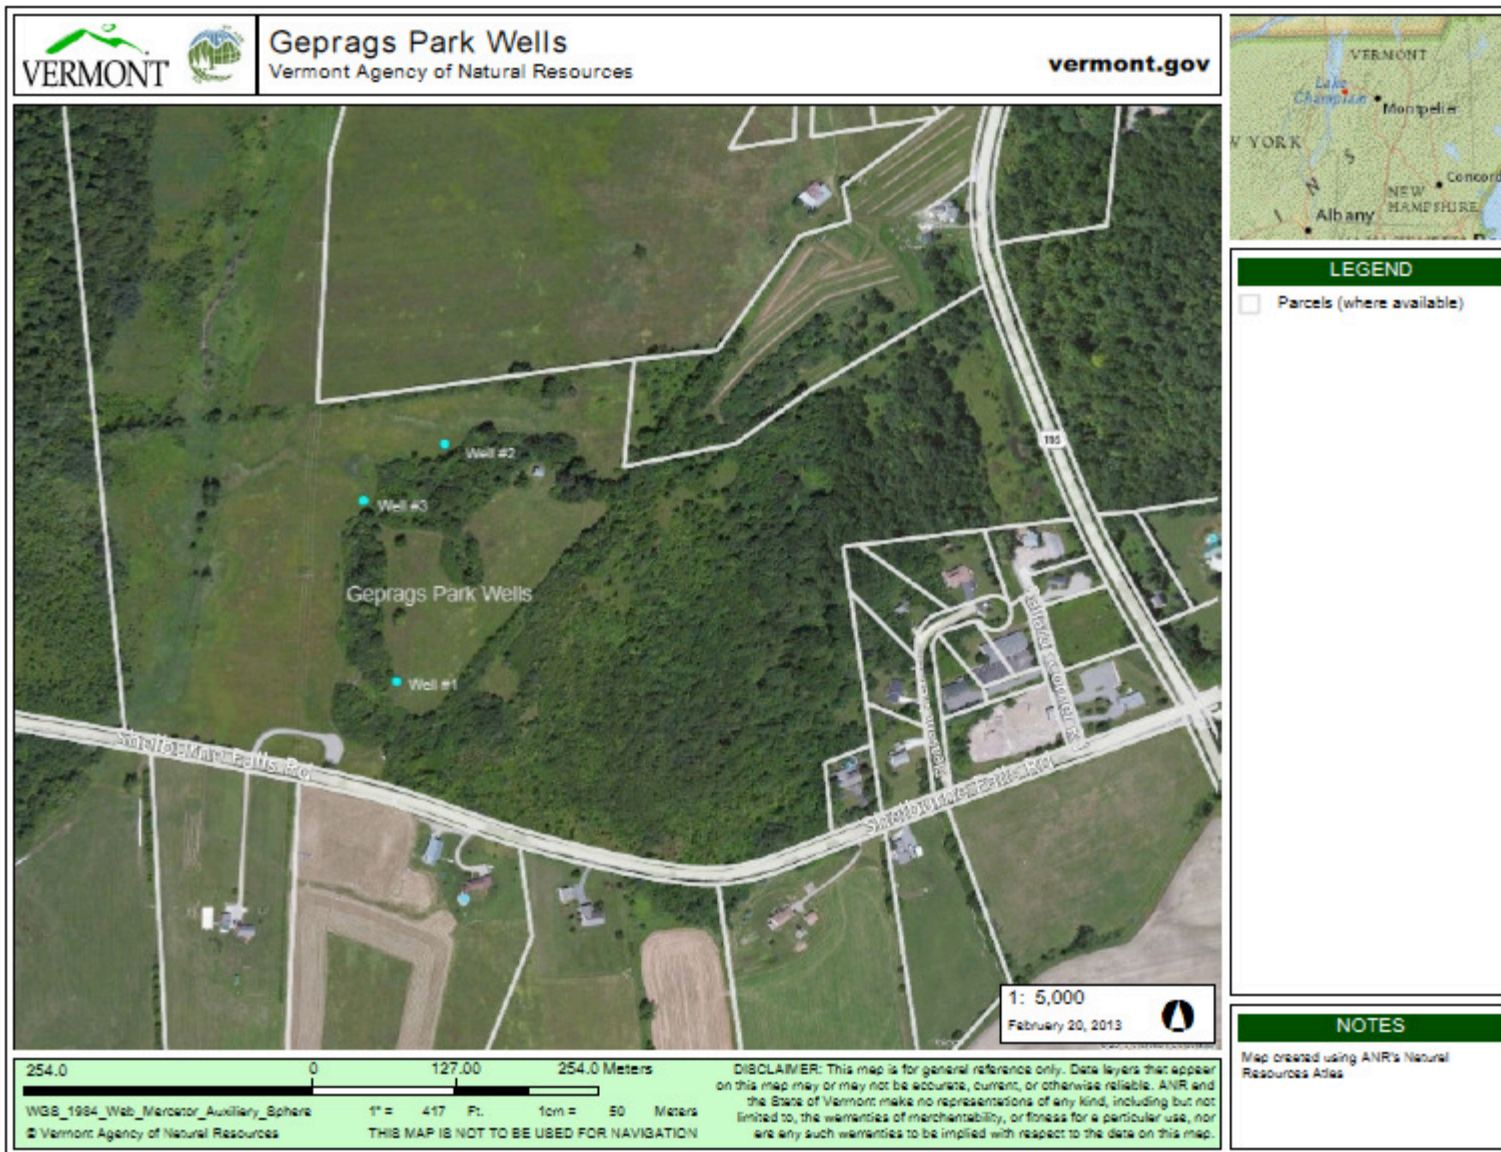 VERMONT
Geprags Park Wells
Vermont Agency of Natural Resources
vermont.gov
VERMONT
Lake
Champlain
Montpelier
NEW
HAMPSHIRE
Concord
Albany
LEGEND
Parcels (where available)
Well #2
Well #3
Geprags Park Wells
Well #1
Shelburne Falls Rd
Shelburne Falls Rd
1: 5,000
February 20, 2013
NOTES
Map created using ANR's Natural
Resources Atlas
254.0 0 127.00 254.0 Meters
WGS_1984_Web_Mercator_Auxiliary_Sphere
1" = 417 Ft. 1cm = 50 Meters
© Vermont Agency of Natural Resources
THIS MAP IS NOT TO BE USED FOR NAVIGATION
DISCLAIMER: This map is for general reference only. Data layers that appear
on this map may or may not be accurate, current, or otherwise reliable. ANR and
the State of Vermont make no representations of any kind, including but not
limited to, the warranties of merchantability, or fitness for a particular use, nor
are any such warranties to be implied with respect to the data on this map.